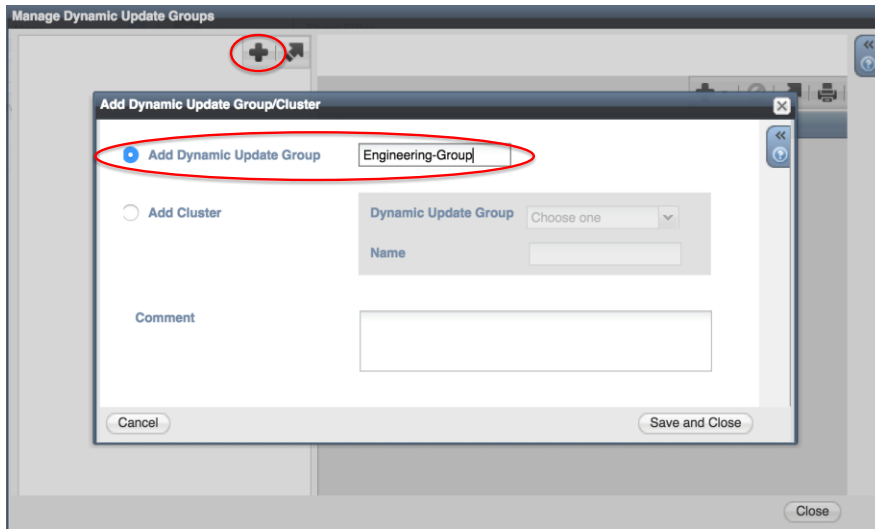 Manage Dynamic Update Groups
Add Dynamic Update Group/Cluster
Add Dynamic Update Group Engineering-Group
Add Cluster Dynamic Update Group Choose one
Name
Comment
Cancel Save and Close
Close